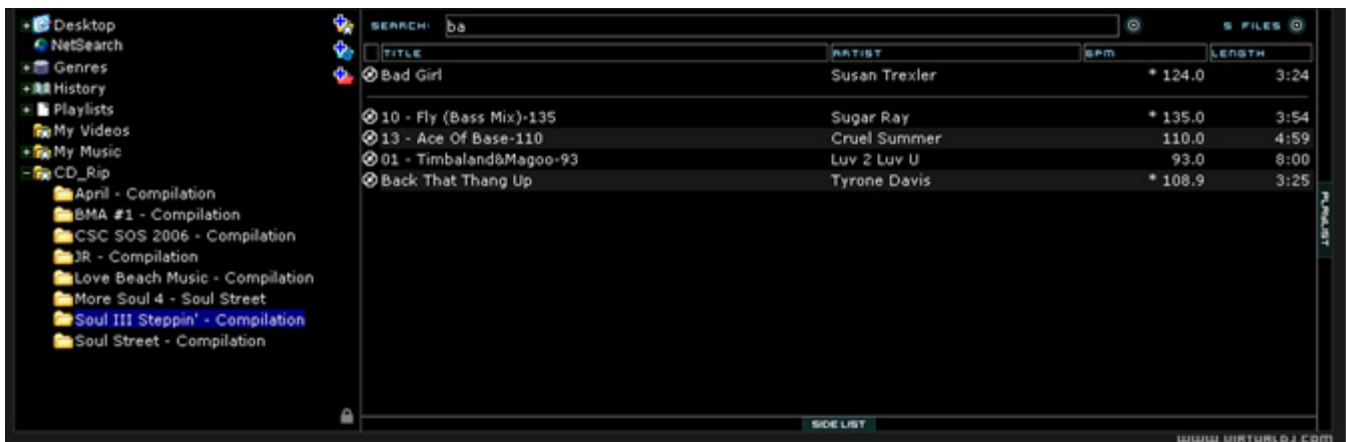 Desktop
NetSearch
Genres
History
Playlists
My Videos
My Music
CD_Rip
April - Compilation
BMA #1 - Compilation
CSC SOS 2006 - Compilation
JR - Compilation
Love Beach Music - Compilation
More Soul 4 - Soul Street
Soul III Steppin' - Compilation
Soul Street - Compilation
SEARCH: ba 5 FILES
TITLE ARTIST BPM LENGTH
Bad Girl Susan Trexler * 124.0 3:24
10 - Fly (Bass Mix)-135 Sugar Ray * 135.0 3:54
13 - Ace Of Base-110 Cruel Summer 110.0 4:59
01 - Timbaland&Magoo-93 Luv 2 Luv U 93.0 8:00
Back That Thang Up Tyrone Davis * 108.9 3:25
PLAYLIST
SIDE LIST
WWW.VIRTUALDJ.COM